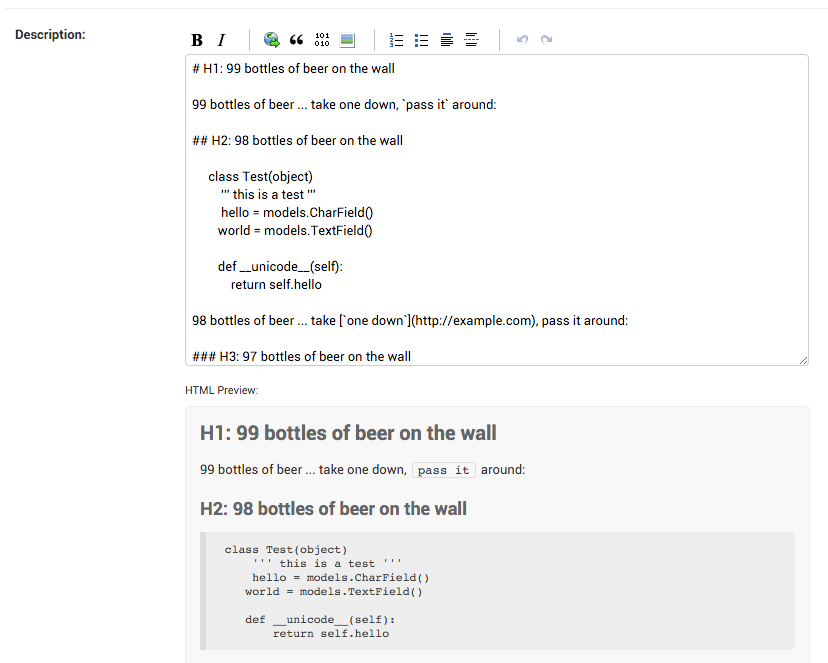 Description:
B I “ 101 010
# H1: 99 bottles of beer on the wall
99 bottles of beer ... take one down, `pass it` around:
## H2: 98 bottles of beer on the wall
class Test(object)
''' this is a test '''
hello = models.CharField()
world = models.TextField()
def __unicode__(self):
return self.hello
98 bottles of beer ... take [`one down`](http://example.com), pass it around:
### H3: 97 bottles of beer on the wall
HTML Preview:
H1: 99 bottles of beer on the wall
99 bottles of beer ... take one down, pass it around:
H2: 98 bottles of beer on the wall
class Test(object)
''' this is a test '''
hello = models.CharField()
world = models.TextField()
def __unicode__(self):
return self.hello